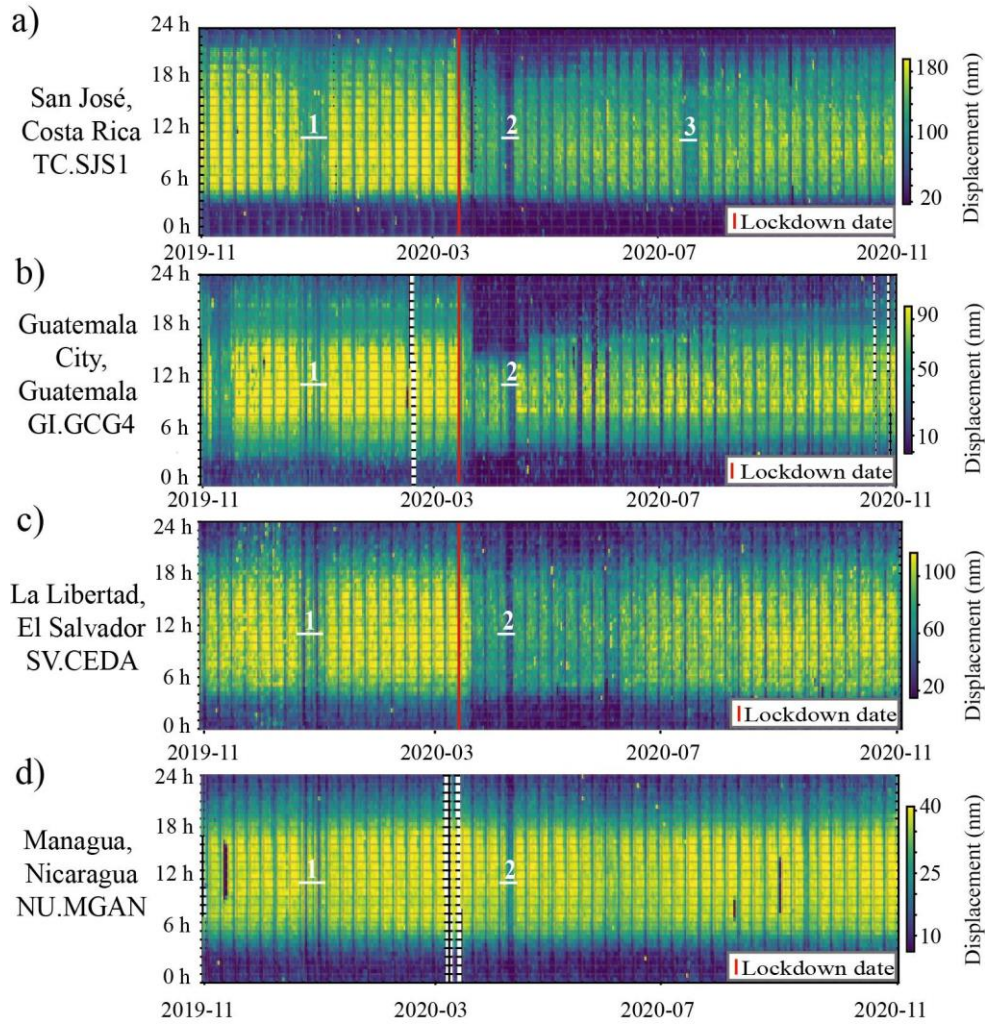 a)
San José,
Costa Rica
TC.SJS1
24 h
18 h
12 h
6 h
0 h
1
2
3
Lockdown date
2019-11
2020-03
2020-07
2020-11
180
100
20
Displacement (nm)
b)
Guatemala
City,
Guatemala
GI.GCG4
24 h
18 h
12 h
6 h
0 h
1
2
Lockdown date
2019-11
2020-03
2020-07
2020-11
90
50
10
Displacement (nm)
c)
La Libertad,
El Salvador
SV.CEDA
24 h
18 h
12 h
6 h
0 h
1
2
Lockdown date
2019-11
2020-03
2020-07
2020-11
100
60
20
Displacement (nm)
d)
Managua,
Nicaragua
NU.MGAN
24 h
18 h
12 h
6 h
0 h
1
2
Lockdown date
2019-11
2020-03
2020-07
2020-11
40
25
10
Displacement (nm)